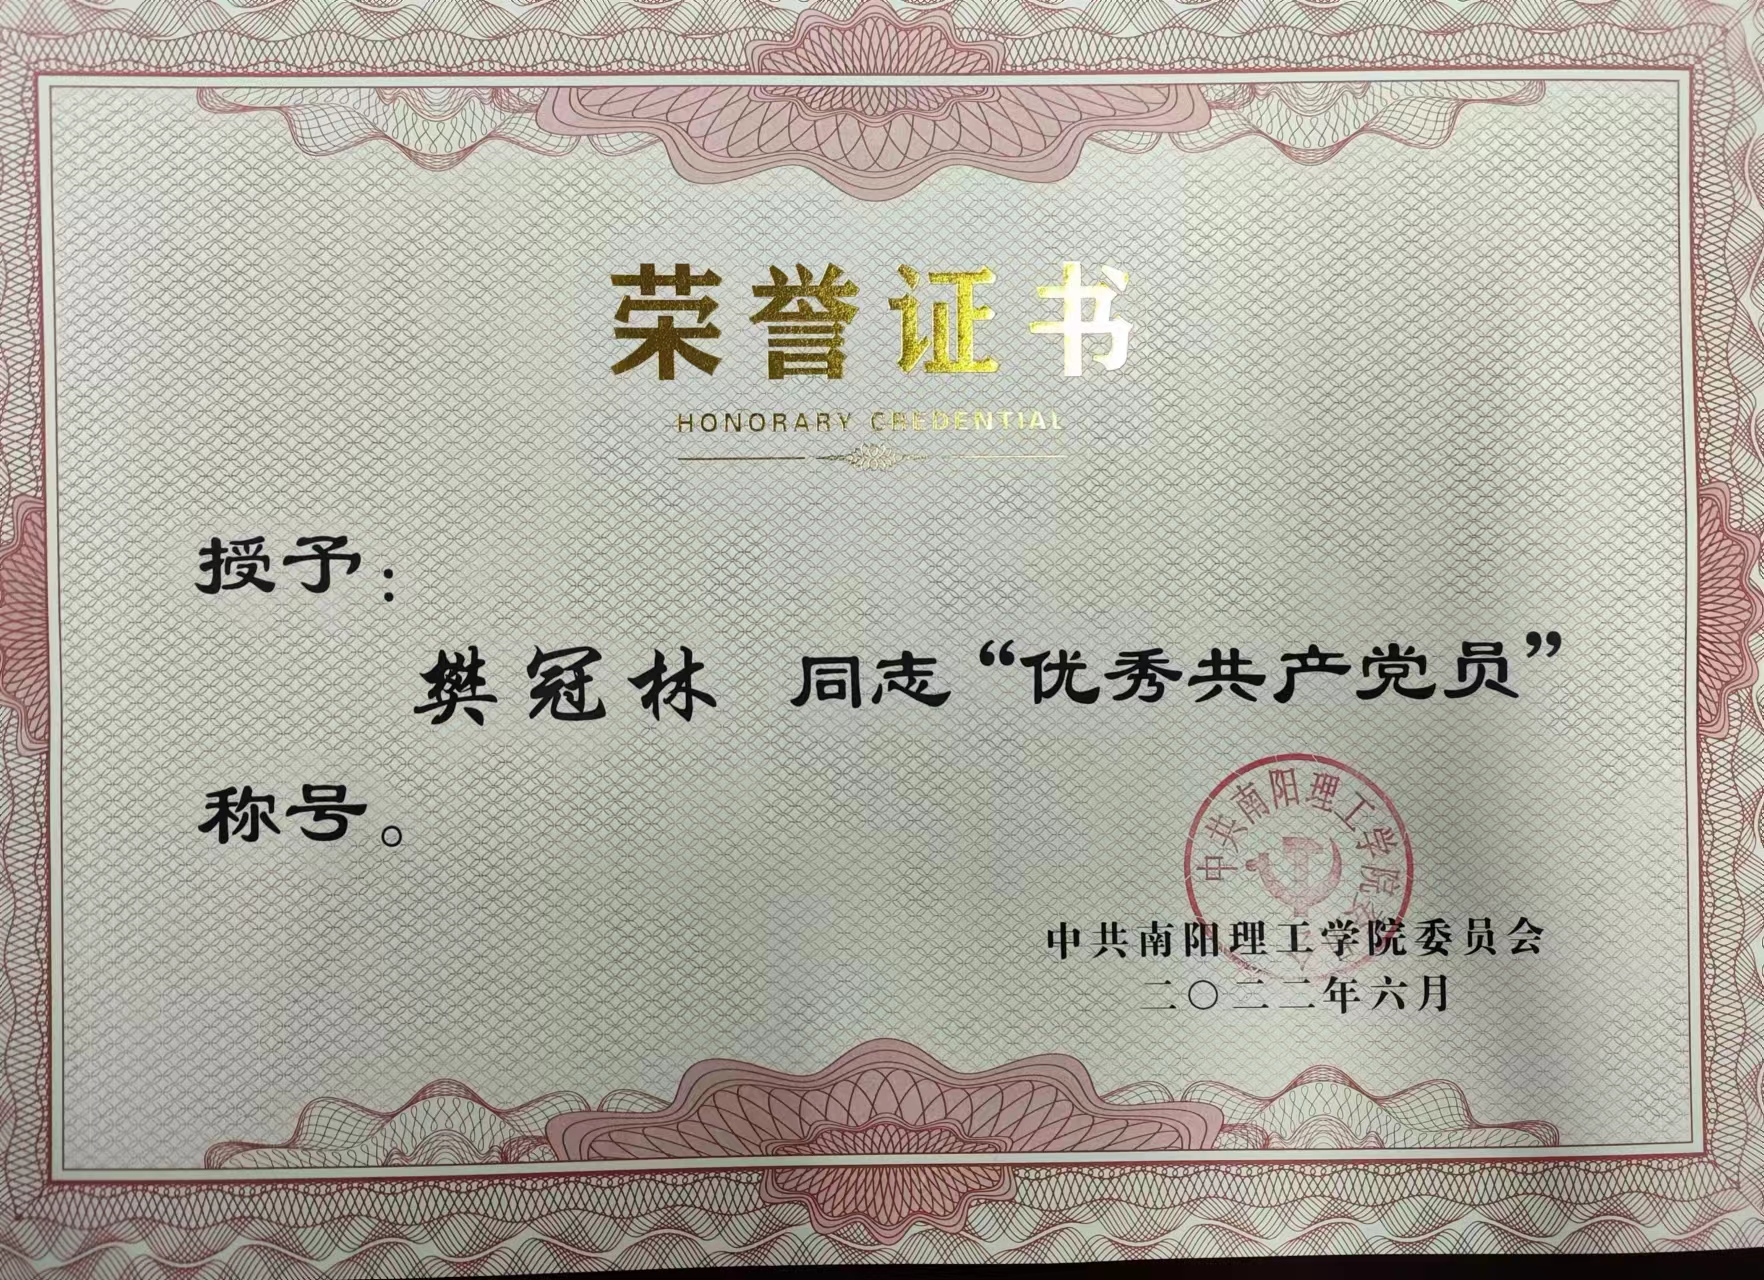 荣誉证书
HONORARY CREDENTIAL
授予：
樊冠林 同志“优秀共产党员”
称号。
中共南阳理工学院委
中共南阳理工学院委员会
二〇二二年六月